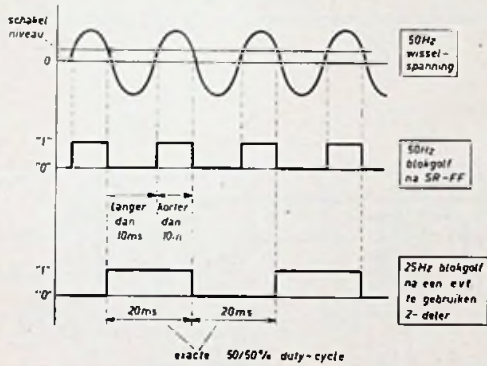 schakel
niveau
0
50Hz
wissel-
spanning
"1"
"0"
50Hz
blokgolf
na SR-FF
langer
dan
10ms
korter
dan
"1"
"0"
20ms
20ms
25Hz blokgolf
na een evt.
te gebruiken
2-deler
exacte 50/50% duty-cycle